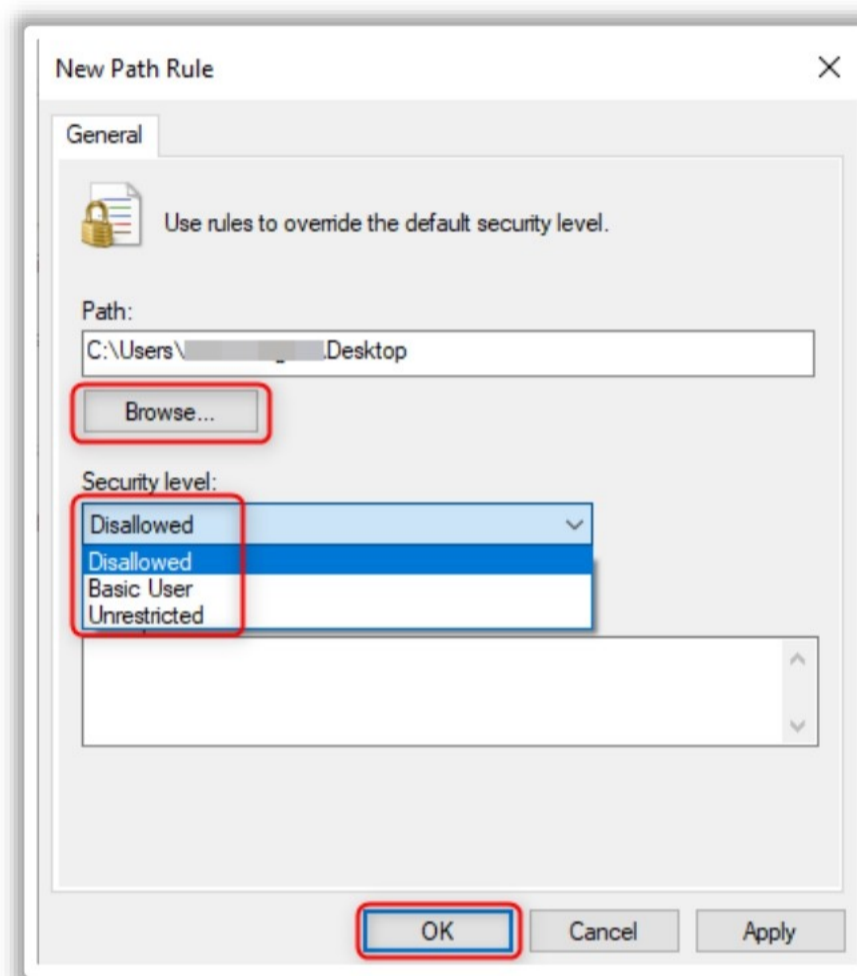 New Path Rule
General
Use rules to override the default security level.
Path:
C:\Users\ .Desktop
Browse...
Security level:
Disallowed
Disallowed
Basic User
Unrestricted
OK Cancel Apply